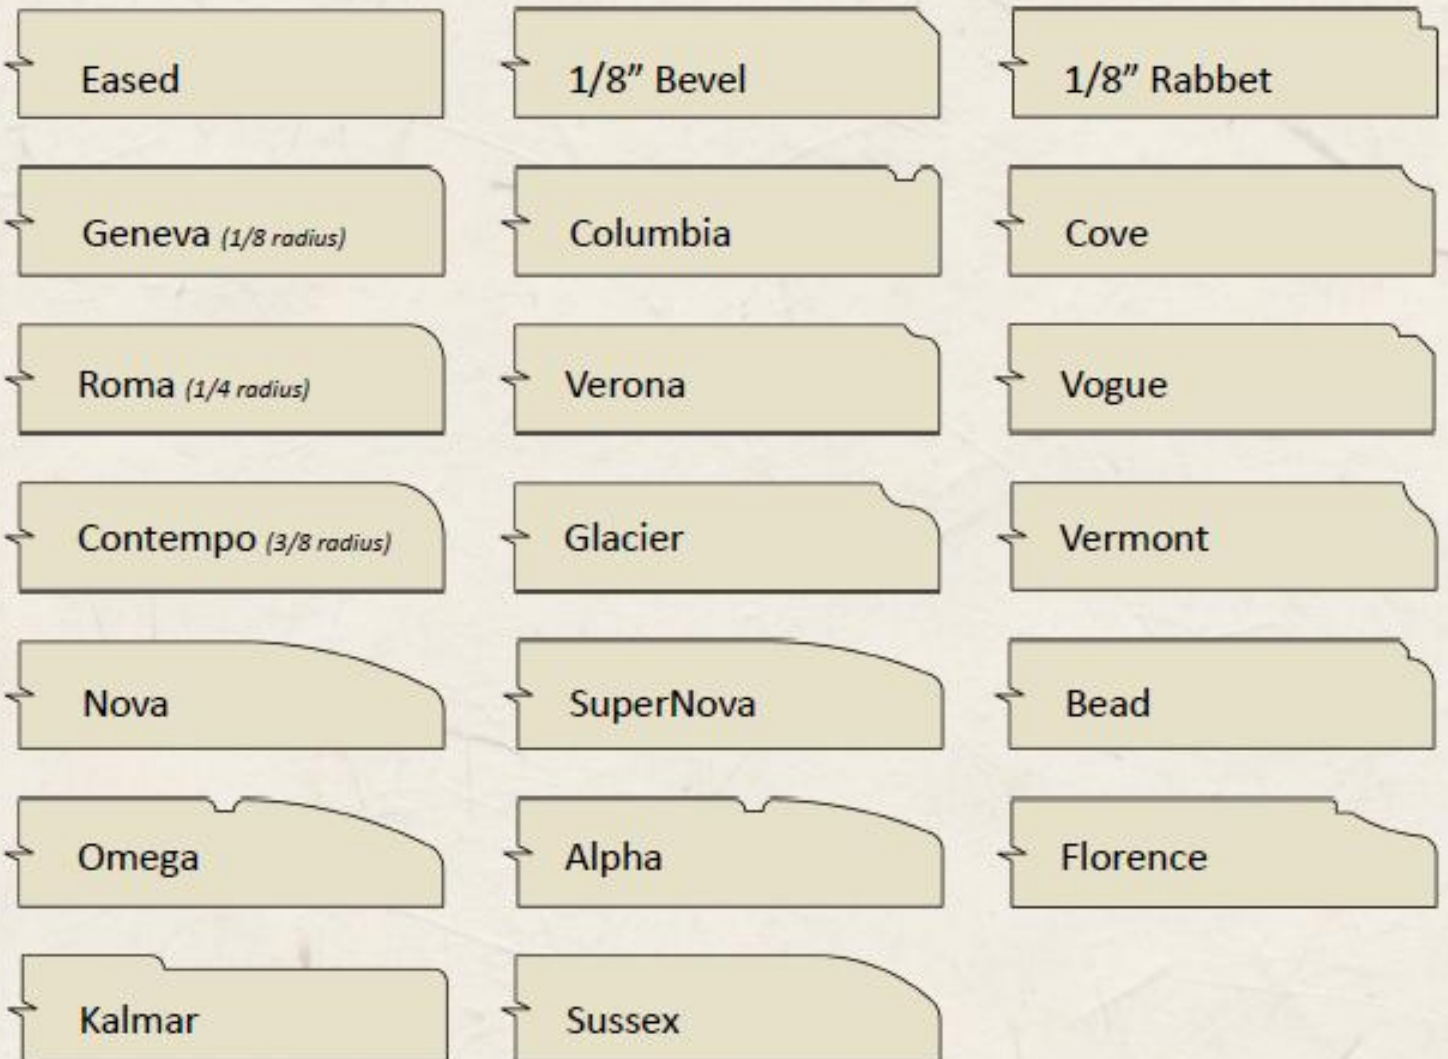 Eased
1/8” Bevel
1/8” Rabbet
Geneva (1/8 radius)
Columbia
Cove
Roma (1/4 radius)
Verona
Vogue
Contempo (3/8 radius)
Glacier
Vermont
Nova
SuperNova
Bead
Omega
Alpha
Florence
Kalmar
Sussex